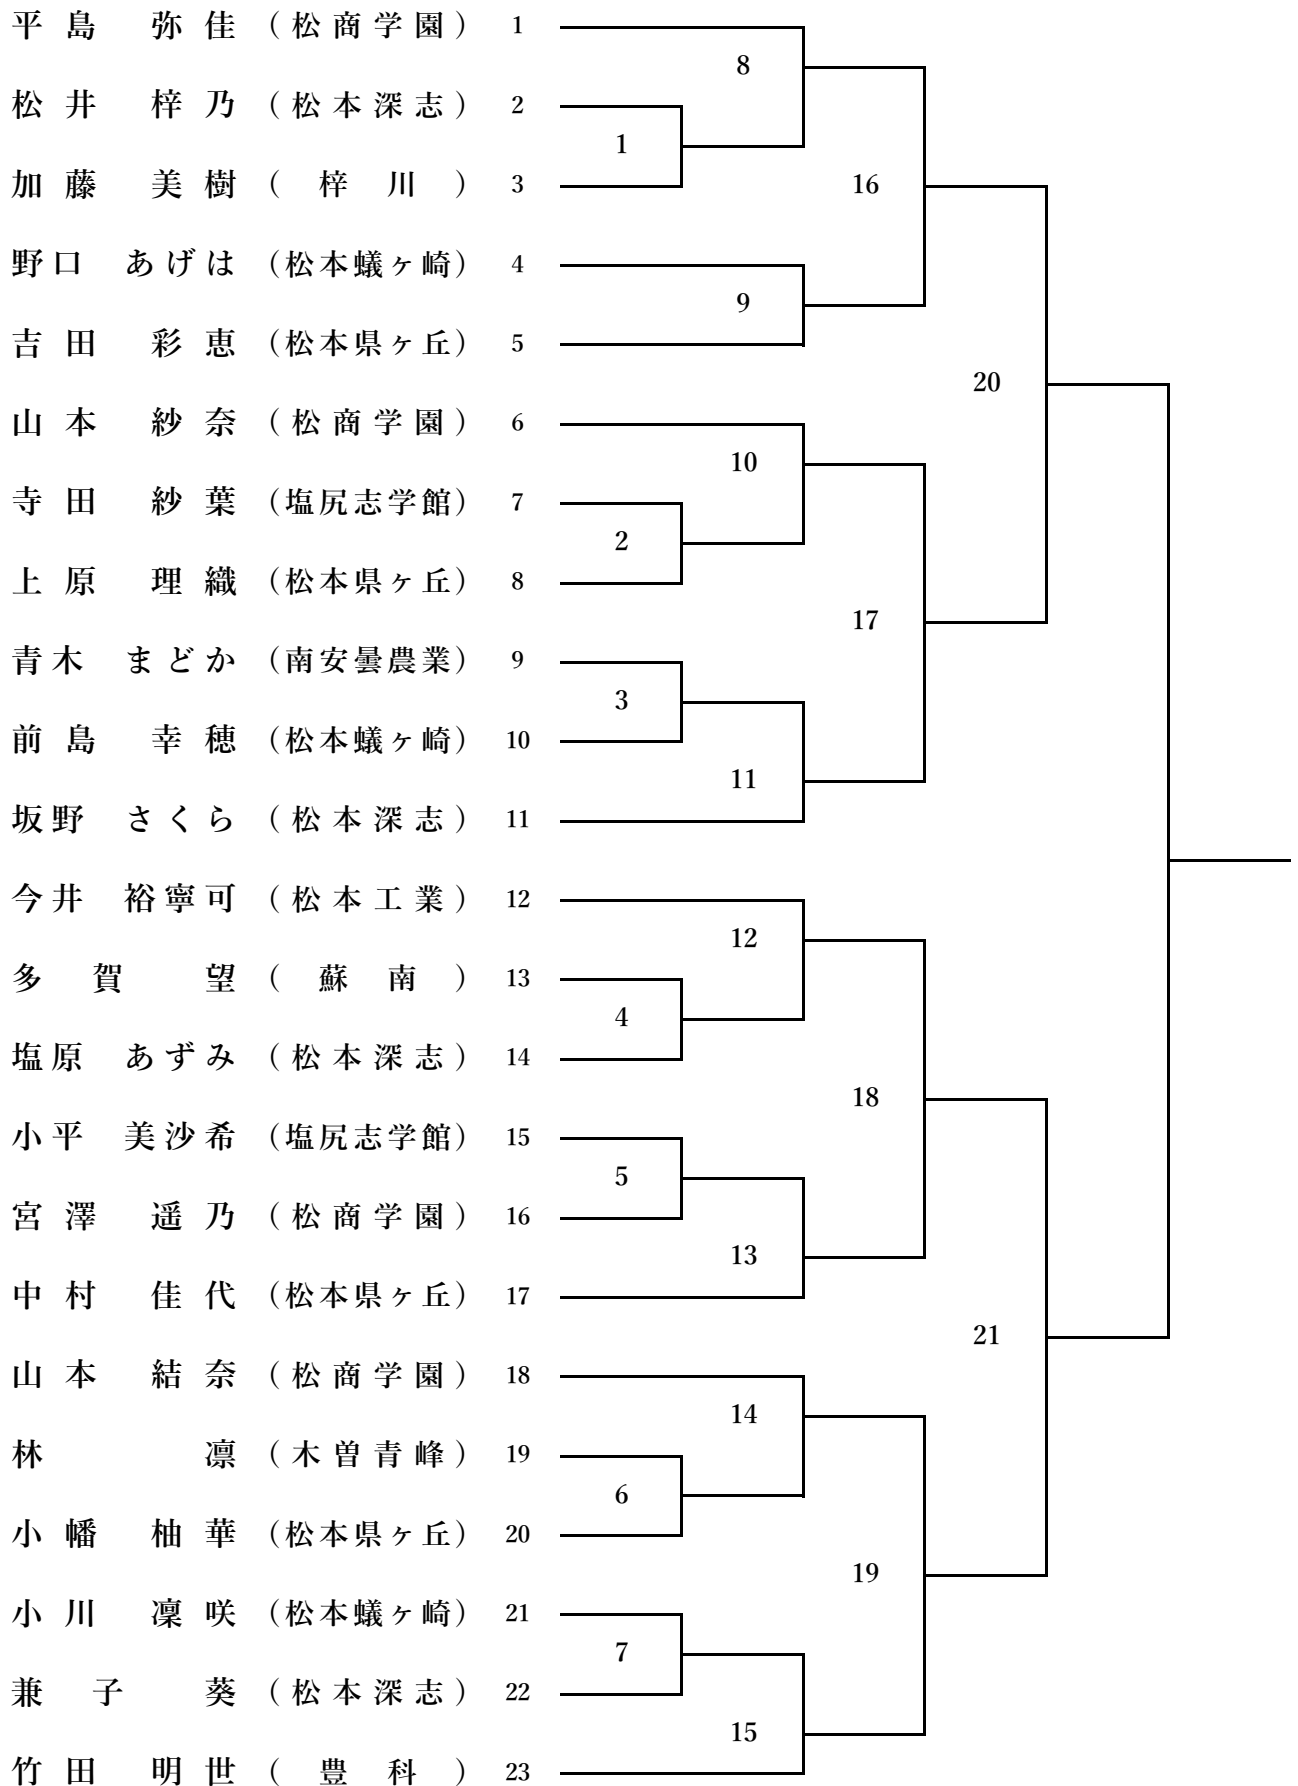 平島 弥佳 (松商学園) 1
8
松井 梓乃 (松本深志) 2
1
加藤 美樹 (梓川) 3
16
野口 あげは (松本蟻ヶ崎) 4
9
吉田 彩恵 (松本県ヶ丘) 5
20
山本 紗奈 (松商学園) 6
10
寺田 紗葉 (塩尻志学館) 7
2
上原 理織 (松本県ヶ丘) 8
17
青木 まどか (南安曇農業) 9
3
前島 幸穂 (松本蟻ヶ崎) 10
11
坂野 さくら (松本深志) 11
今井 裕寧可 (松本工業) 12
12
多賀 望 (蘇南) 13
4
塩原 あずみ (松本深志) 14
18
小平 美沙希 (塩尻志学館) 15
5
宮澤 遥乃 (松商学園) 16
13
中村 佳代 (松本県ヶ丘) 17
21
山本 結奈 (松商学園) 18
14
林 凛 (木曽青峰) 19
6
小幡 柚華 (松本県ヶ丘) 20
19
小川 凜咲 (松本蟻ヶ崎) 21
7
兼子 葵 (松本深志) 22
15
竹田 明世 (豊科) 23